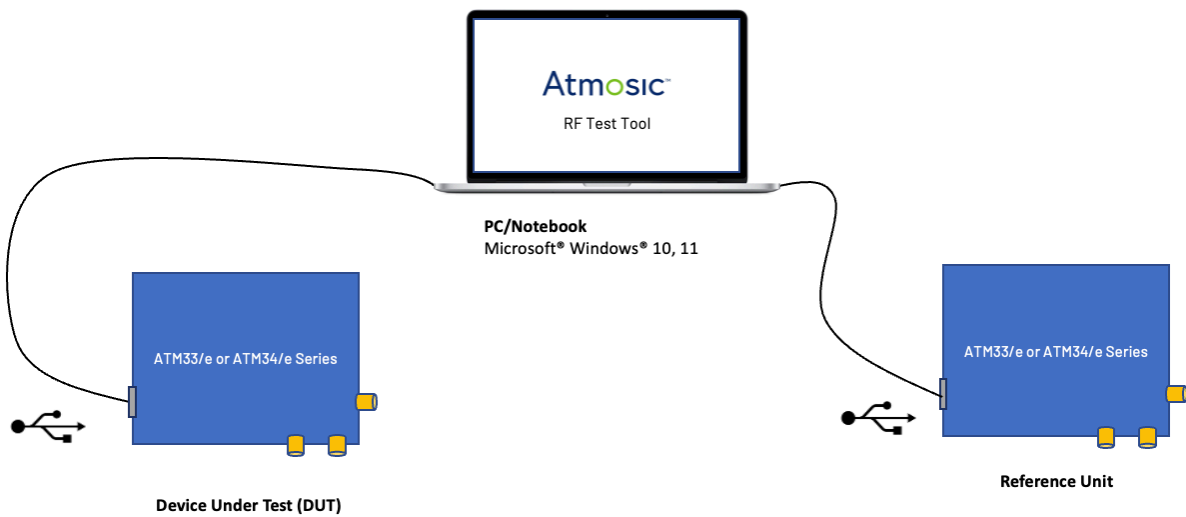 Atmosic™
RF Test Tool
PC/Notebook
Microsoft® Windows® 10, 11
ATM33/e or ATM34/e Series
ATM33/e or ATM34/e Series
Reference Unit
Device Under Test (DUT)